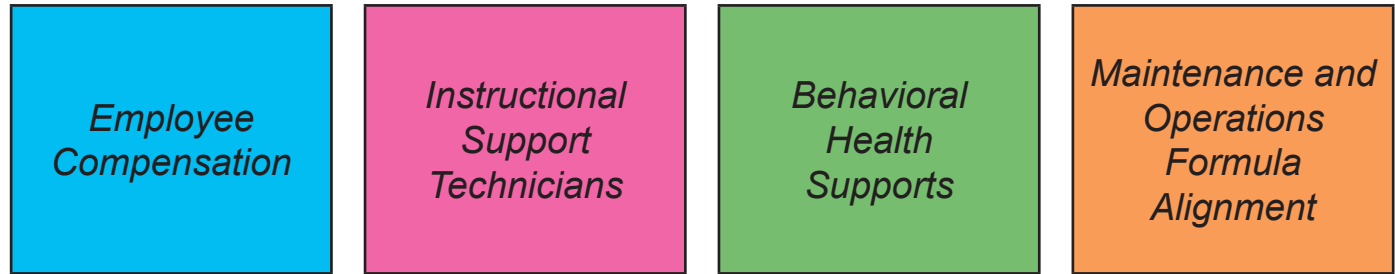 Employee
Compensation
Instructional
Support
Technicians
Behavioral
Health
Supports
Maintenance and
Operations
Formula
Alignment